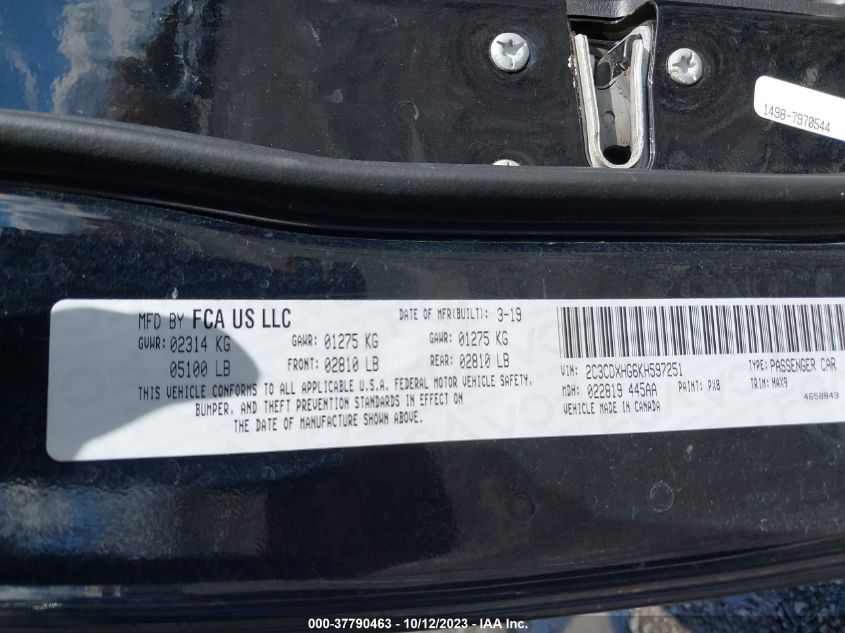 1498-7970544
MFD BY FCA US LLC DATE OF MFR(BUILT): 3-19
GVWR: 02314 KG GAWR: 01275 KG GAWR: 01275 KG
05100 LB FRONT: 02810 LB REAR: 02810 LB
THIS VEHICLE CONFORMS TO ALL APPLICABLE U.S.A. FEDERAL MOTOR VEHICLE SAFETY,
BUMPER, AND THEFT PREVENTION STANDARDS IN EFFECT ON
THE DATE OF MANUFACTURE SHOWN ABOVE.
VIN: 2C3CDXHG6KH597251 TYPE: PASSENGER CAR
MDH: 022819 445AA PAINT: PX8 TRIM: HAX9
VEHICLE MADE IN CANADA 4658843
000-37790463 - 10/12/2023 - IAA Inc.